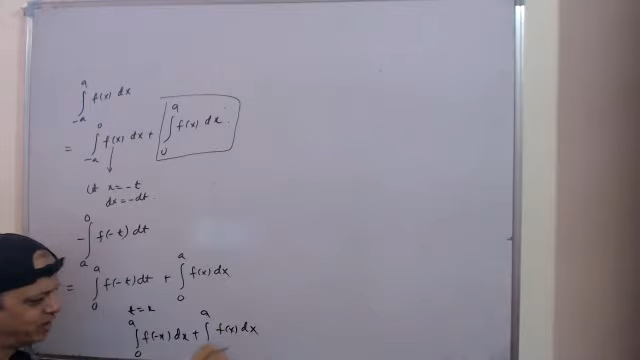 ∫_{-a}^{a} f(x) dx
= ∫_{-a}^{0} f(x) dx + ∫_{0}^{a} f(x) dx.
let x = -t
dx = -dt.
- ∫_{a}^{0} f(-t) dt
= ∫_{0}^{a} f(-t) dt + ∫_{0}^{a} f(x) dx
t = x
∫_{0}^{a} f(-x) dx + ∫_{0}^{a} f(x) dx